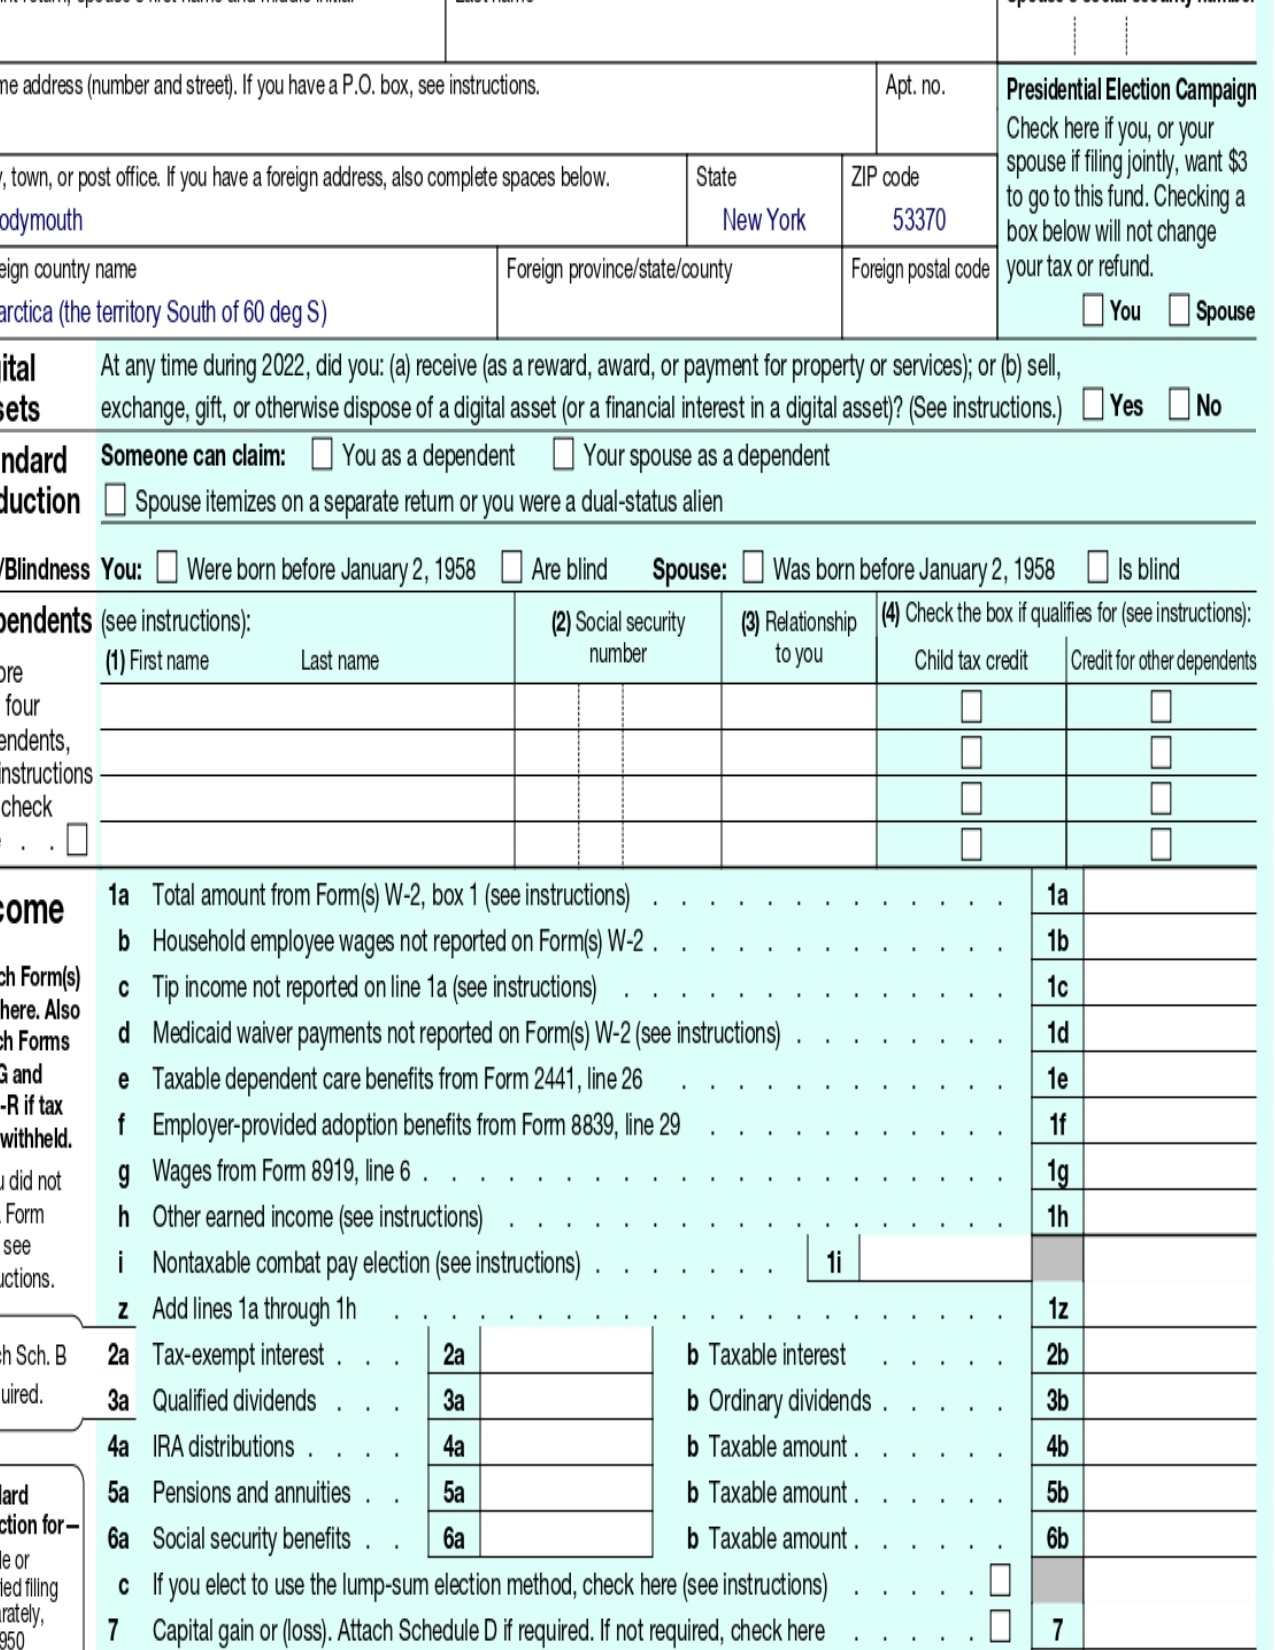 Last name
Spouse's social security number
me address (number and street). If you have a P.O. box, see instructions.
Apt. no.
Presidential Election Campaign
Check here if you, or your
spouse if filing jointly, want $3
to go to this fund. Checking a
box below will not change
your tax or refund.
You Spouse
, town, or post office. If you have a foreign address, also complete spaces below.
State
ZIP code
odymouth
New York
53370
eign country name
Foreign province/state/county
Foreign postal code
arctica (the territory South of 60 deg S)
ital
sets
At any time during 2022, did you: (a) receive (as a reward, award, or payment for property or services); or (b) sell,
exchange, gift, or otherwise dispose of a digital asset (or a financial interest in a digital asset)? (See instructions.) Yes No
ndard
duction
Someone can claim: You as a dependent Your spouse as a dependent
Spouse itemizes on a separate return or you were a dual-status alien
/Blindness You: Were born before January 2, 1958 Are blind Spouse: Was born before January 2, 1958 Is blind
pendents (see instructions):
(1) First name Last name
(2) Social security
number
(3) Relationship
to you
(4) Check the box if qualifies for (see instructions):
Child tax credit Credit for other dependents
ore
four
endents,
instructions
check
. .
come
ch Form(s)
here. Also
ch Forms
G and
-R if tax
withheld.
u did not
Form
see
uctions.
1a Total amount from Form(s) W-2, box 1 (see instructions) . . . . . . . . . . . . . 1a
b Household employee wages not reported on Form(s) W-2 . . . . . . . . . . . . . 1b
c Tip income not reported on line 1a (see instructions) . . . . . . . . . . . . . . 1c
d Medicaid waiver payments not reported on Form(s) W-2 (see instructions) . . . . . . . . 1d
e Taxable dependent care benefits from Form 2441, line 26 . . . . . . . . . . . . 1e
f Employer-provided adoption benefits from Form 8839, line 29 . . . . . . . . . . . 1f
g Wages from Form 8919, line 6 . . . . . . . . . . . . . . . . . . . . . 1g
h Other earned income (see instructions) . . . . . . . . . . . . . . . . . . 1h
i Nontaxable combat pay election (see instructions) . . . . . . . 1i
z Add lines 1a through 1h . . . . . . . . . . . . . . . . . . . . . . 1z
ch Sch. B
uired.
2a Tax-exempt interest . . . 2a b Taxable interest . . . . . 2b
3a Qualified dividends . . . 3a b Ordinary dividends . . . . . 3b
4a IRA distributions . . . . 4a b Taxable amount . . . . . . 4b
5a Pensions and annuities . . 5a b Taxable amount . . . . . . 5b
6a Social security benefits . . 6a b Taxable amount . . . . . . 6b
c If you elect to use the lump-sum election method, check here (see instructions) . . . . .
7 Capital gain or (loss). Attach Schedule D if required. If not required, check here . . . . . 7
dard
ction for—
le or
ied filing
rately,
950